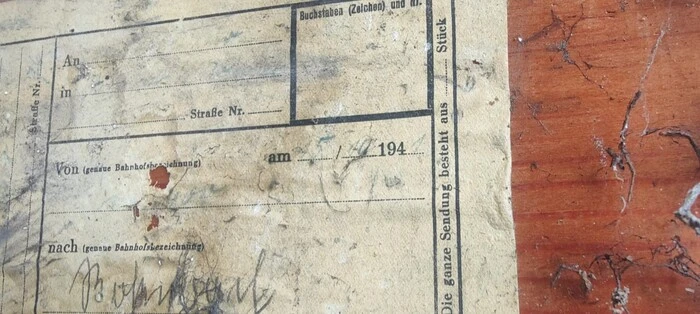 Buchstaben (Zeichen) und Nr.
An
in
Straße Nr.
Straße Nr.
Von (genaue Bahnhofsbezeichnung)
am / 194
nach (genaue Bahnhofsbezeichnung)
Die ganze Sendung besteht aus Stück